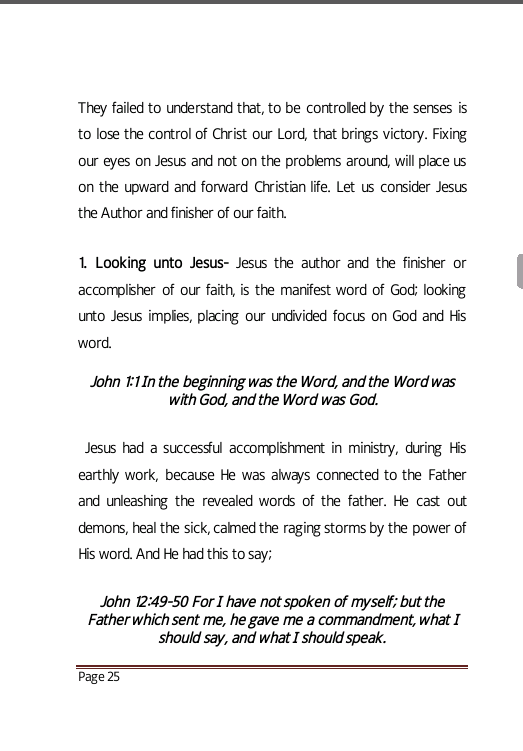 They failed to understand that, to be controlled by the senses is
to lose the control of Christ our Lord, that brings victory. Fixing
our eyes on Jesus and not on the problems around, will place us
on the upward and forward Christian life. Let us consider Jesus
the Author and finisher of our faith.
1. Looking unto Jesus- Jesus the author and the finisher or
accomplisher of our faith, is the manifest word of God; looking
unto Jesus implies, placing our undivided focus on God and His
word.
John 1:1 In the beginning was the Word, and the Word was
with God, and the Word was God.
Jesus had a successful accomplishment in ministry, during His
earthly work, because He was always connected to the Father
and unleashing the revealed words of the father. He cast out
demons, heal the sick, calmed the raging storms by the power of
His word. And He had this to say;
John 12:49-50 For I have not spoken of myself; but the
Father which sent me, he gave me a commandment, what I
should say, and what I should speak.
Page 25